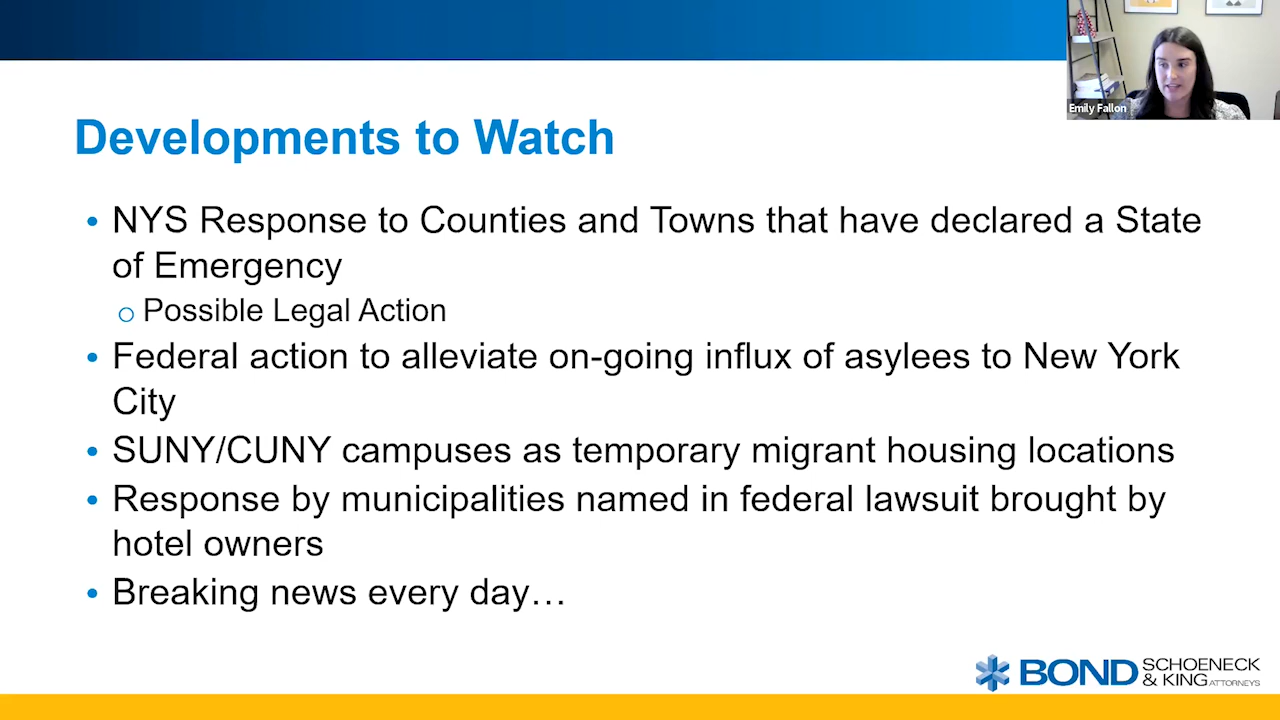 Emily Fallon
Developments to Watch
• NYS Response to Counties and Towns that have declared a State
of Emergency
o Possible Legal Action
• Federal action to alleviate on-going influx of asylees to New York
City
• SUNY/CUNY campuses as temporary migrant housing locations
• Response by municipalities named in federal lawsuit brought by
hotel owners
• Breaking news every day…
BOND SCHOENECK
& KING ATTORNEYS